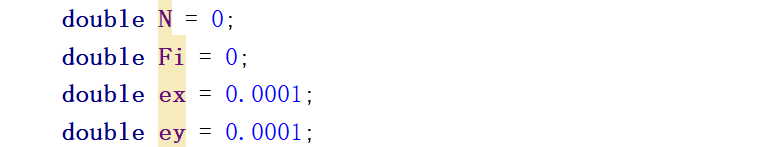 double N = 0;
double Fi = 0;
double ex = 0.0001;
double ey = 0.0001;